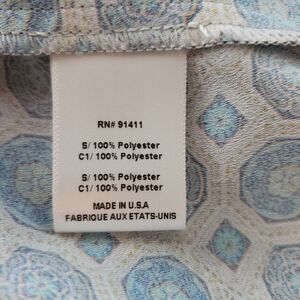 RN# 91411
S/ 100% Polyester
C1/ 100% Polyester
S/ 100% Polyester
C1/ 100% Polyester
MADE IN U.S.A
FABRIQUE AUX ETATS-UNIS